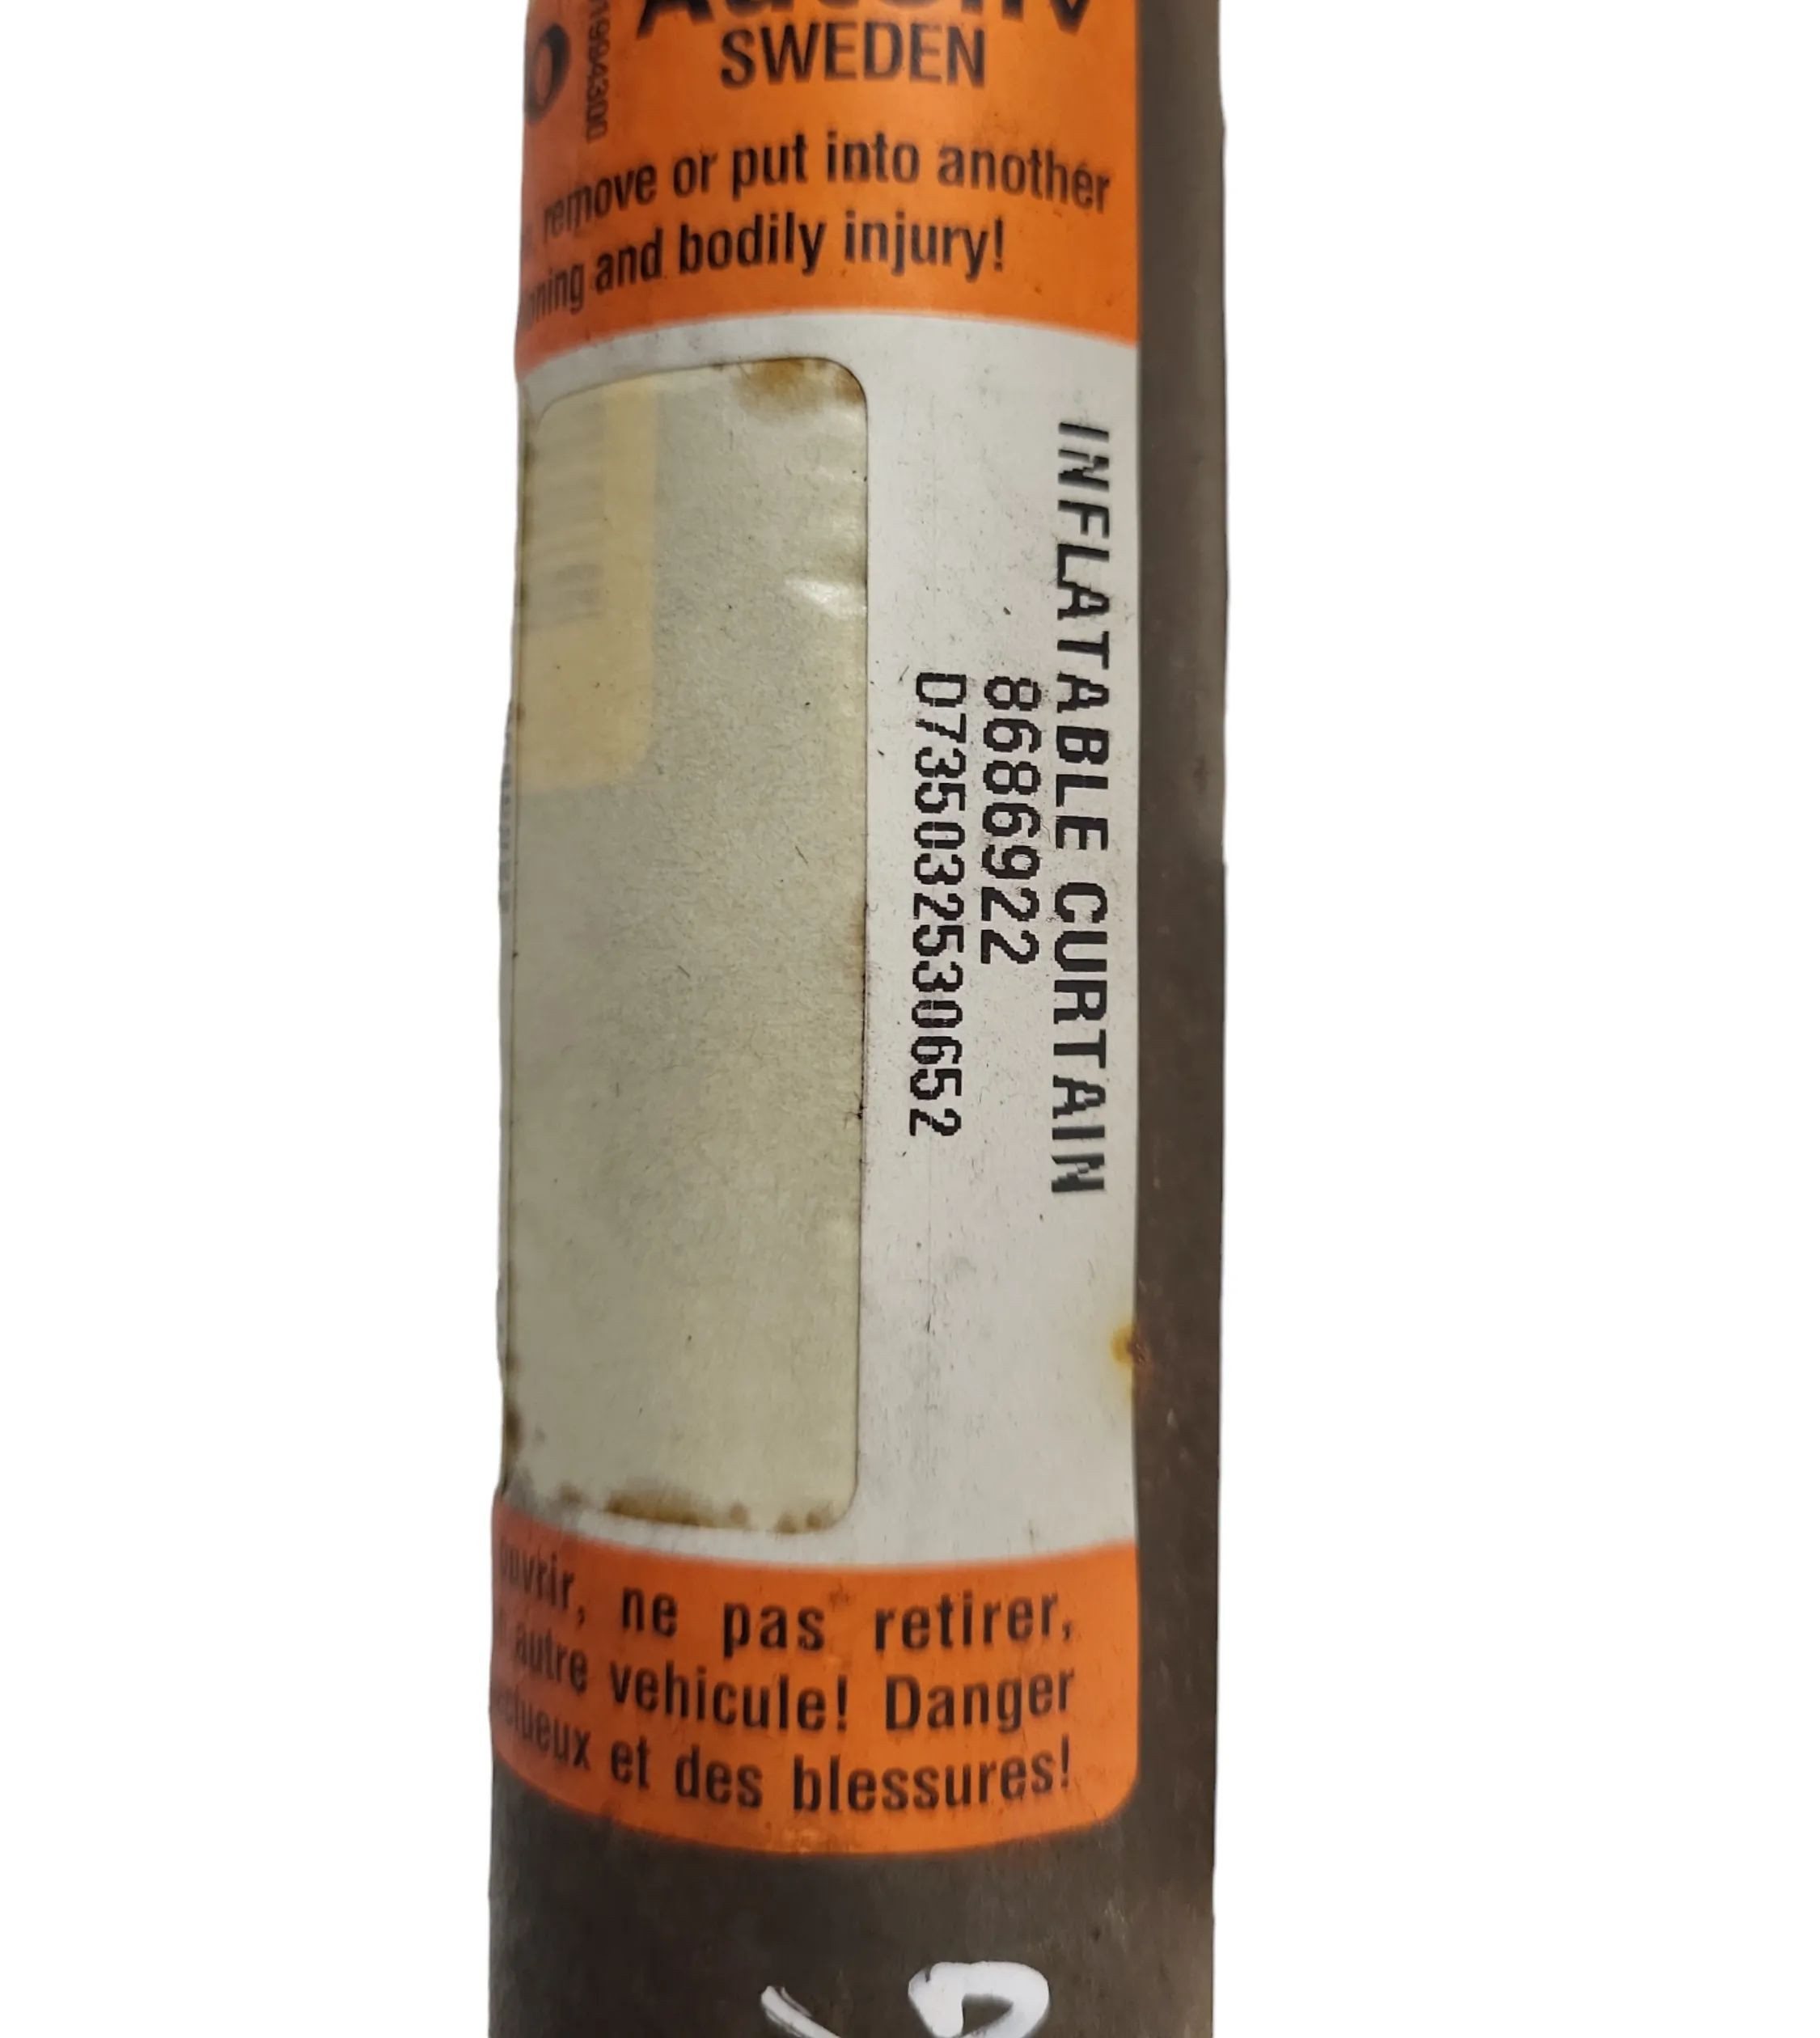 SWEDEN
remove or put into another
and bodily injury!
INFLATABLE CURTAIN
8686922
D7350325330652
ne pas retirer,
autre vehicule! Danger
et des blessures!